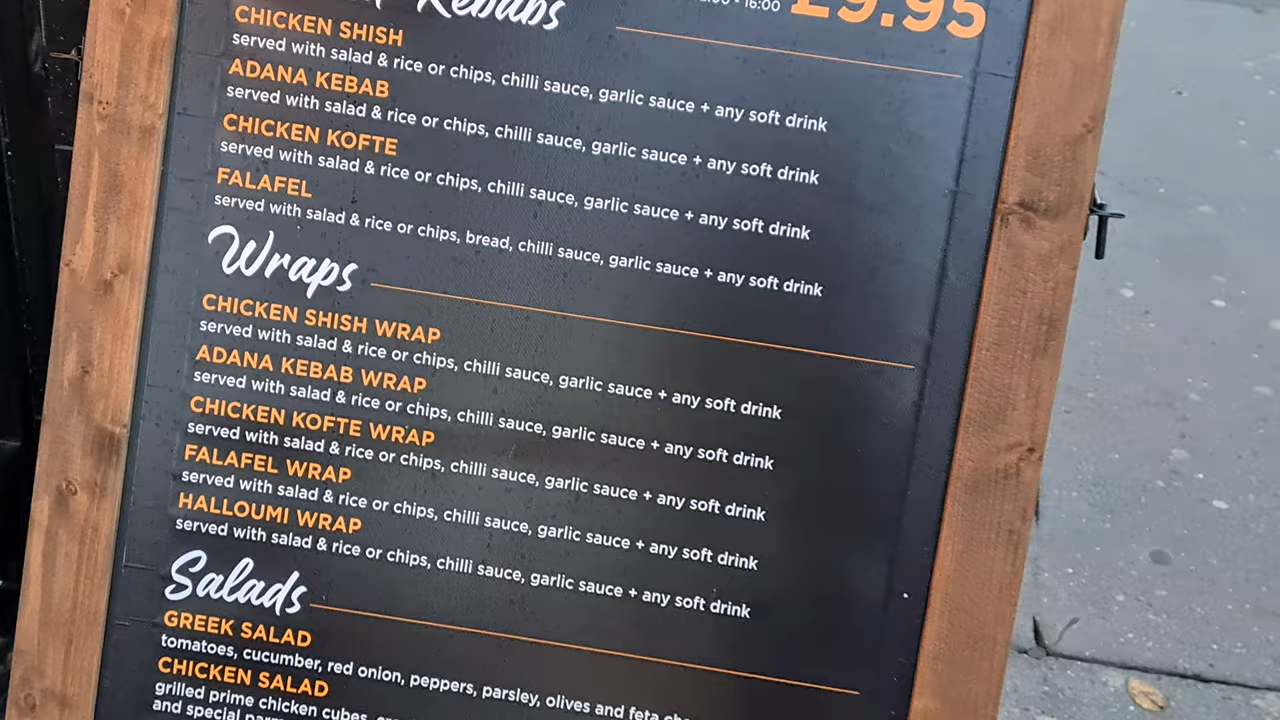 Kebabs
16:00 £9.95
CHICKEN SHISH
served with salad & rice or chips, chilli sauce, garlic sauce + any soft drink
ADANA KEBAB
served with salad & rice or chips, chilli sauce, garlic sauce + any soft drink
CHICKEN KOFTE
served with salad & rice or chips, chilli sauce, garlic sauce + any soft drink
FALAFEL
served with salad & rice or chips, bread, chilli sauce, garlic sauce + any soft drink
Wraps
CHICKEN SHISH WRAP
served with salad & rice or chips, chilli sauce, garlic sauce + any soft drink
ADANA KEBAB WRAP
served with salad & rice or chips, chilli sauce, garlic sauce + any soft drink
CHICKEN KOFTE WRAP
served with salad & rice or chips, chilli sauce, garlic sauce + any soft drink
FALAFEL WRAP
served with salad & rice or chips, chilli sauce, garlic sauce + any soft drink
HALLOUMI WRAP
served with salad & rice or chips, chilli sauce, garlic sauce + any soft drink
Salads
GREEK SALAD
tomatoes, cucumber, red onion, peppers, parsley, olives and feta
CHICKEN SALAD
grilled prime chicken cubes,
and special